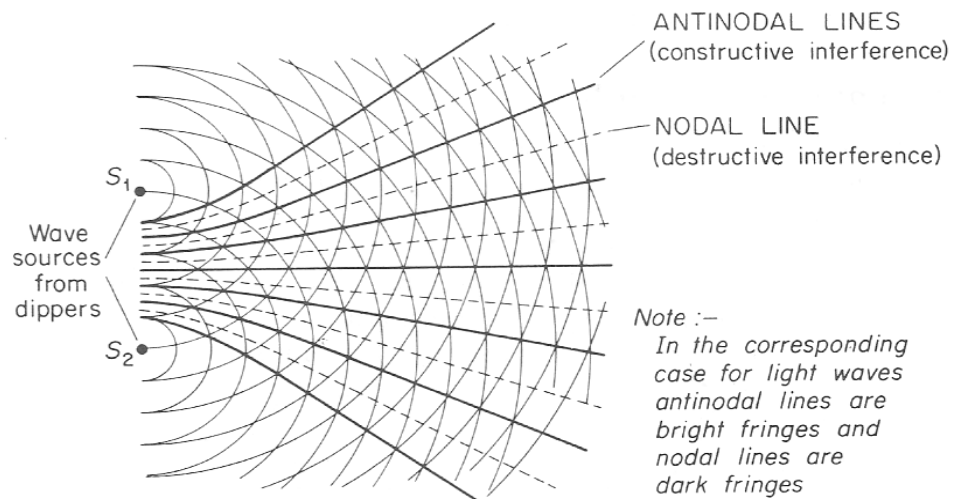 ANTINODAL LINES
(constructive interference)
NODAL LINE
(destructive interference)
S1
Wave
sources
from
dippers
S2
Note :-
In the corresponding
case for light waves
antinodal lines are
bright fringes and
nodal lines are
dark fringes